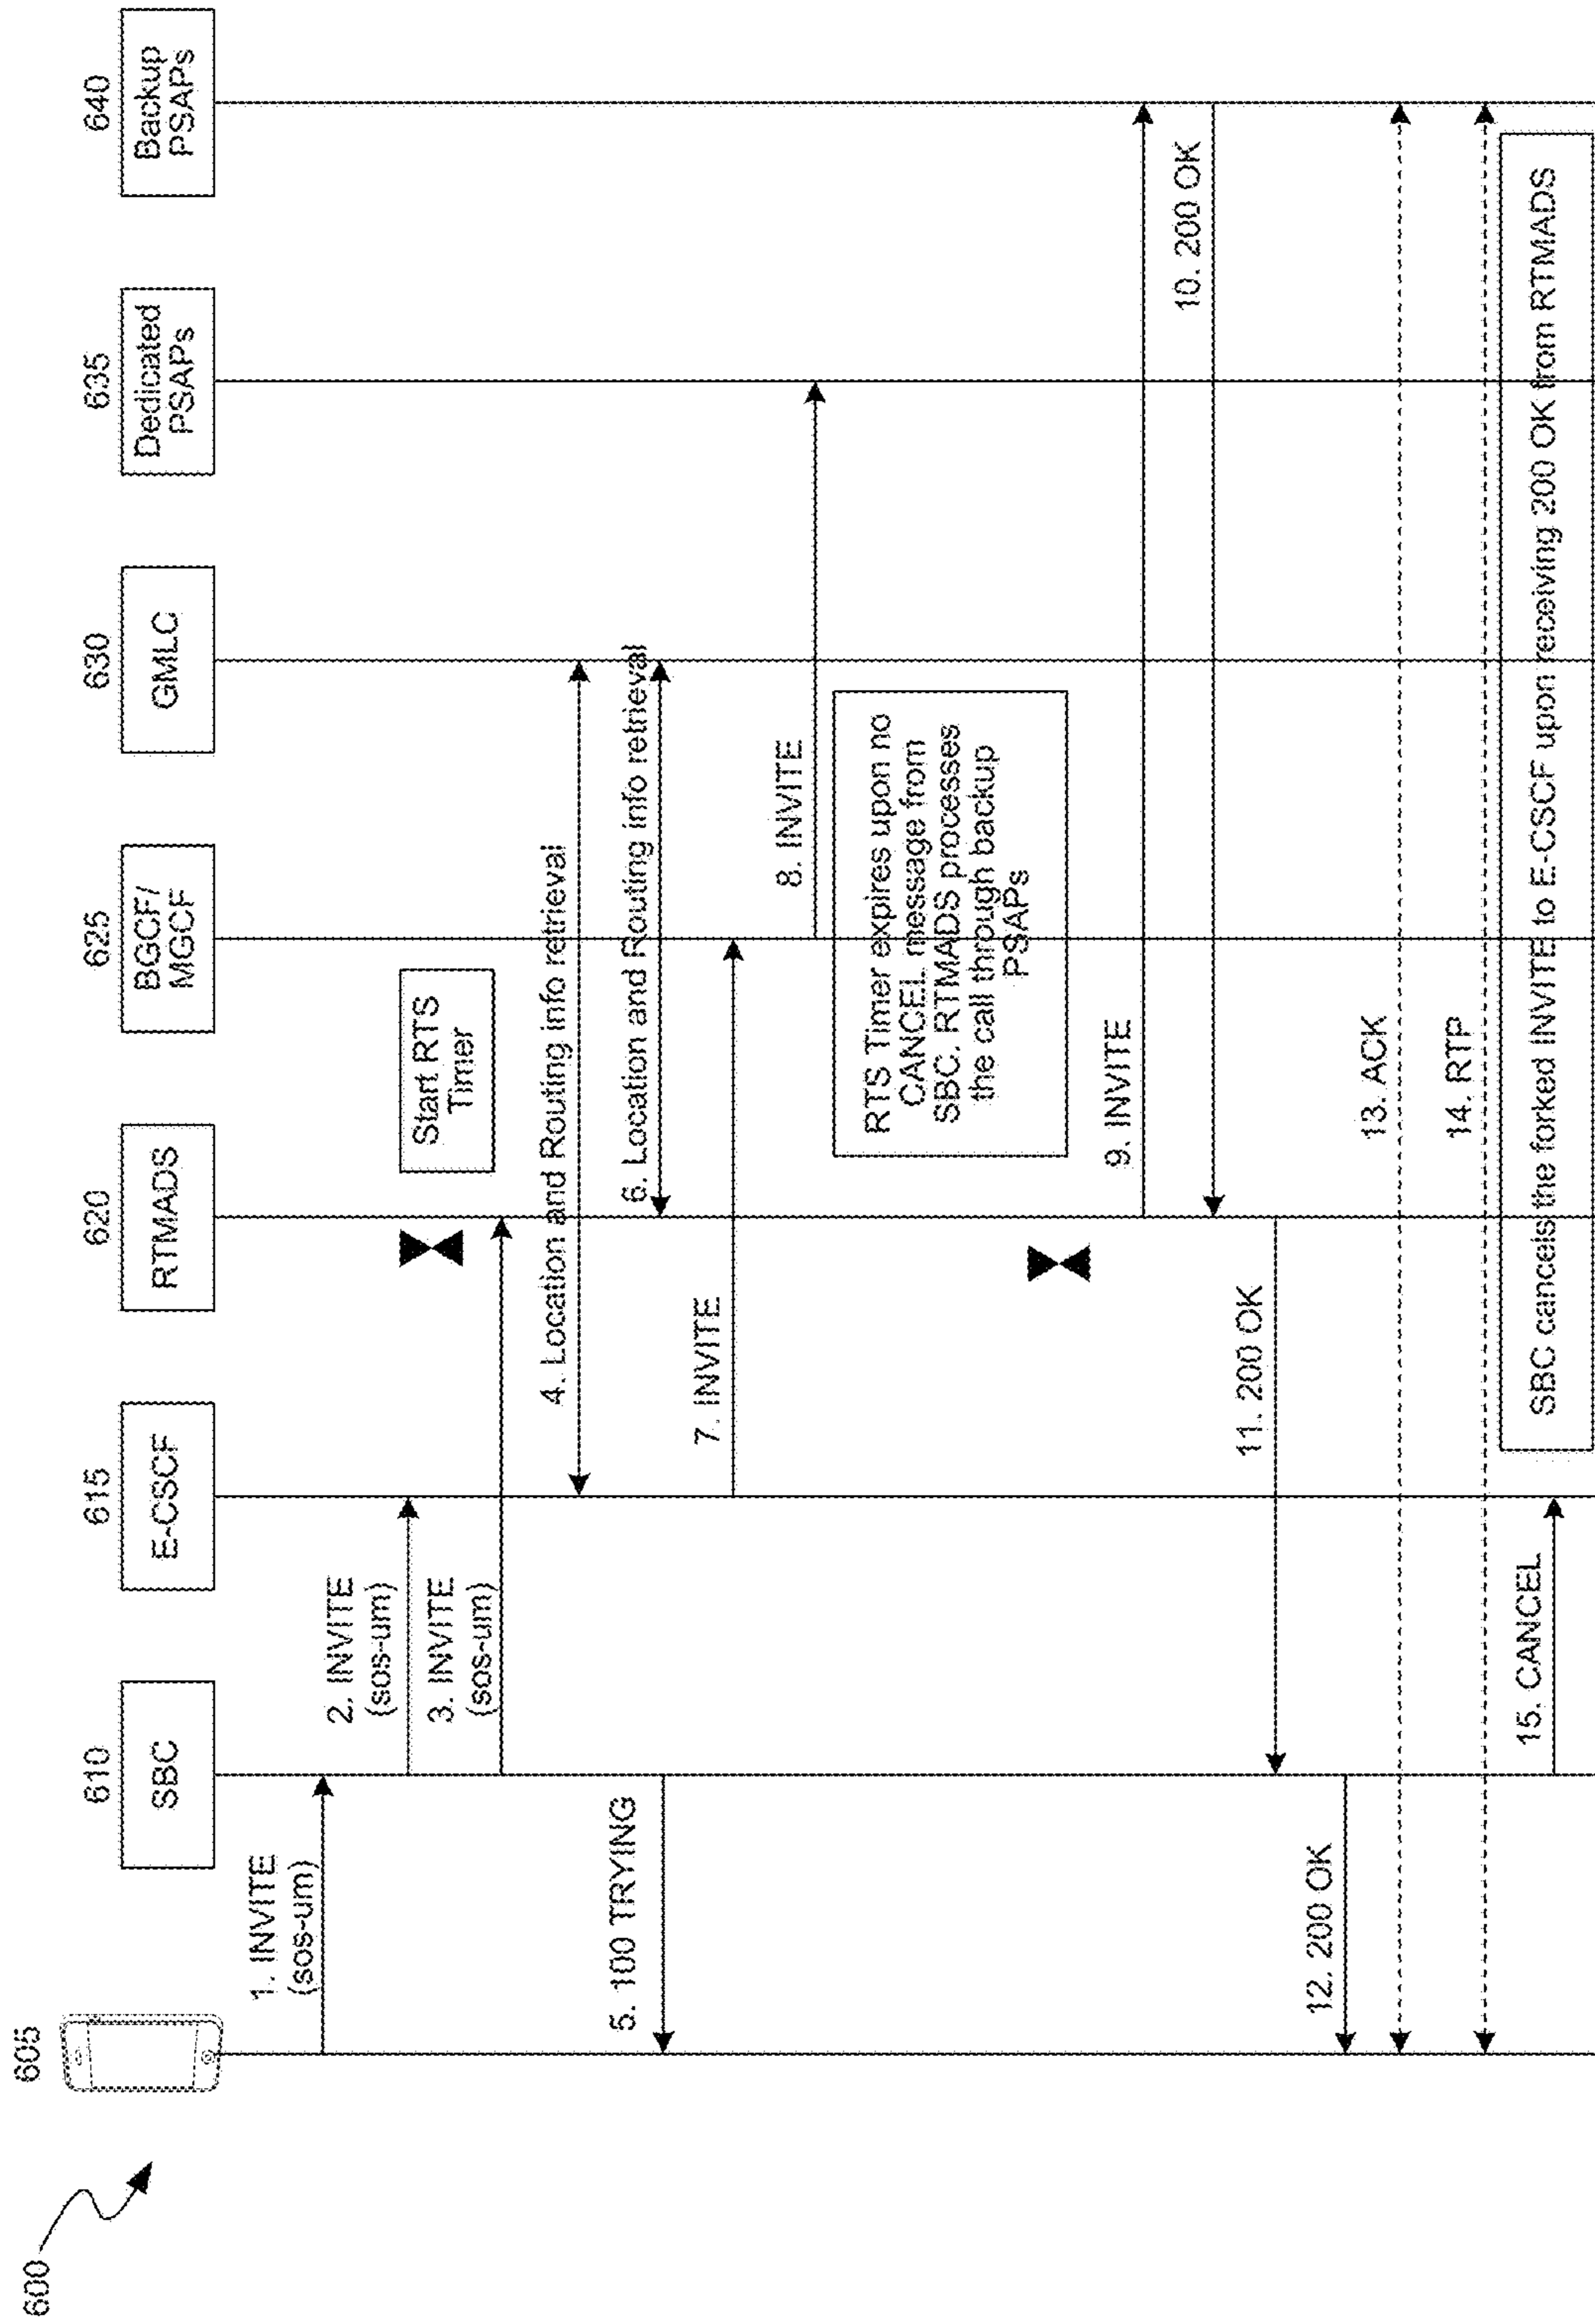 600
605
610
SBC
615
E-CSCF
620
RTMADS
625
BGCF/
MGCF
630
GMLC
635
Dedicated
PSAPs
640
Backup
PSAPs
1. INVITE
(sos-um)
2. INVITE
(sos-um)
Start RTS
Timer
3. INVITE
(sos-um)
4. Location and Routing info retrieval
5. 100 TRYING
6. Location and Routing info retrieval
7. INVITE
8. INVITE
RTS Timer expires upon no
CANCEL message from
SBC. RTMADS processes
the call through backup
PSAPs
9. INVITE
10. 200 OK
11. 200 OK
12. 200 OK
13. ACK
14. RTP
15. CANCEL
SBC cancels the forked INVITE to E-CSCF upon receiving 200 OK from RTMADS